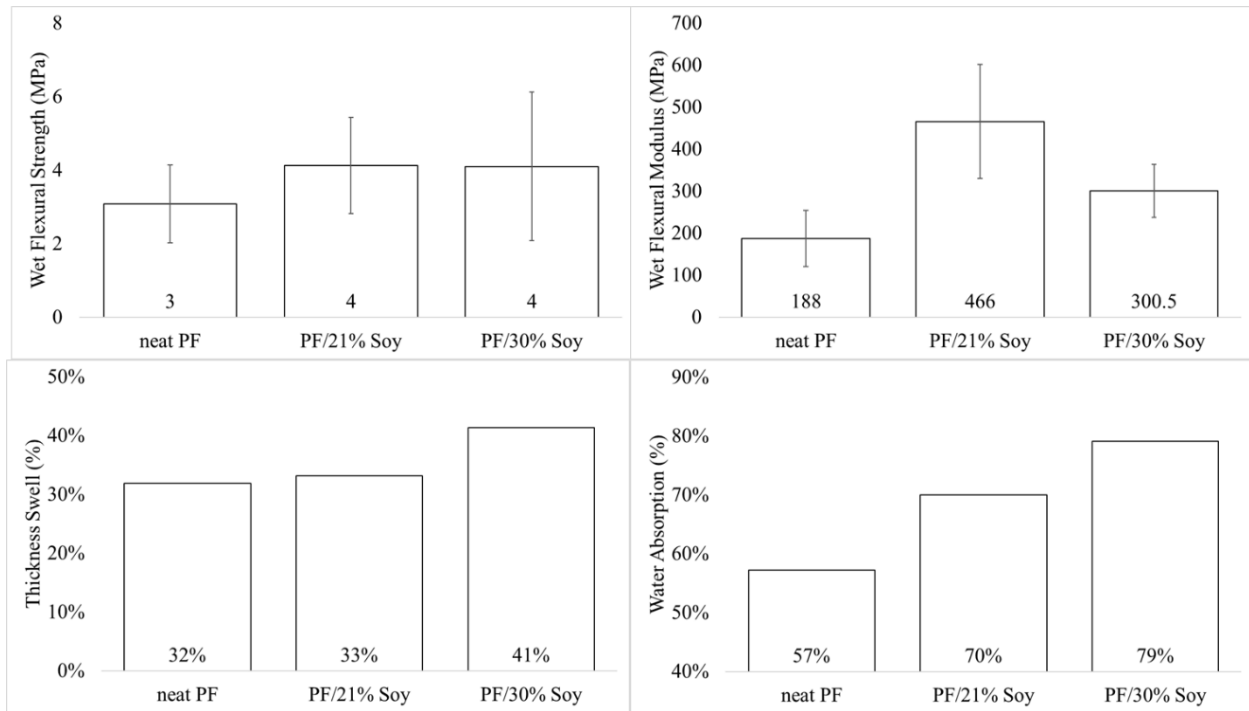 Wet Flexural Strength (MPa)
8
6
4
2
0
3
4
4
neat PF
PF/21% Soy
PF/30% Soy
Wet Flexural Modulus (MPa)
700
600
500
400
300
200
100
0
188
466
300.5
neat PF
PF/21% Soy
PF/30% Soy
Thickness Swell (%)
50%
40%
30%
20%
10%
0%
32%
33%
41%
neat PF
PF/21% Soy
PF/30% Soy
Water Absorption (%)
90%
80%
70%
60%
50%
40%
57%
70%
79%
neat PF
PF/21% Soy
PF/30% Soy